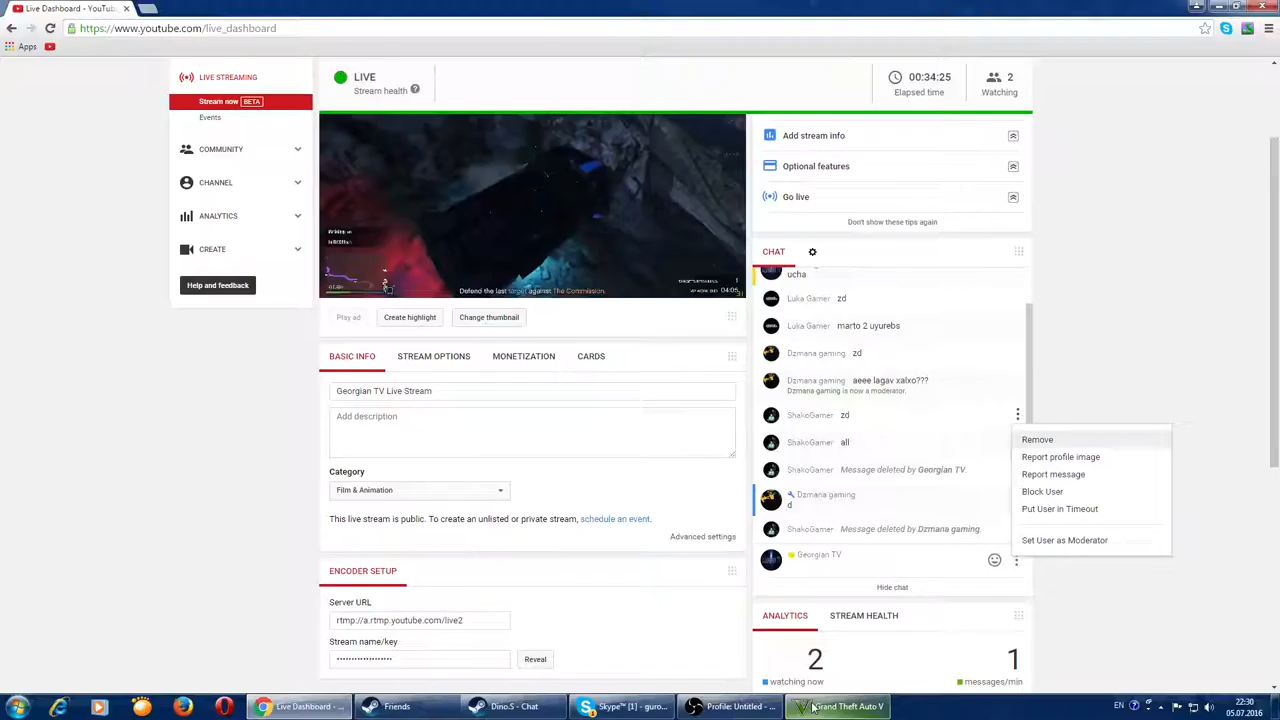 Live Dashboard - YouTu
https://www.youtube.com/live_dashboard
Apps
LIVE STREAMING
Stream now BETA
Events
COMMUNITY
CHANNEL
ANALYTICS
CREATE
Help and feedback
LIVE
Stream health ?
00:34:25
Elapsed time
2
Watching
Defend the last target against The Commission.
04:05
Play ad
Create highlight
Change thumbnail
BASIC INFO
STREAM OPTIONS
MONETIZATION
CARDS
Georgian TV Live Stream
Add description
Category
Film & Animation
This live stream is public. To create an unlisted or private stream, schedule an event.
Advanced settings
ENCODER SETUP
Server URL
rtmp://a.rtmp.youtube.com/live2
Stream name/key
Reveal
Add stream info
Optional features
Go live
Don't show these tips again
CHAT
ucha
Luka Gamer zd
Luka Gamer marto 2 uyurebs
Dzmana gaming zd
Dzmana gaming aeee lagav xalxo???
Dzmana gaming is now a moderator.
ShakoGamer zd
ShakoGamer all
ShakoGamer Message deleted by Georgian TV.
Dzmana gaming
d
ShakoGamer Message deleted by Dzmana gaming.
Georgian TV
Hide chat
Remove
Report profile image
Report message
Block User
Put User in Timeout
Set User as Moderator
ANALYTICS
STREAM HEALTH
2
watching now
1
messages/min
Live Dashboard - ...
Friends
Dino.S - Chat
Skype™ [1] - guro...
Profile: Untitled - ...
Grand Theft Auto V
EN
22:30
05.07.2016